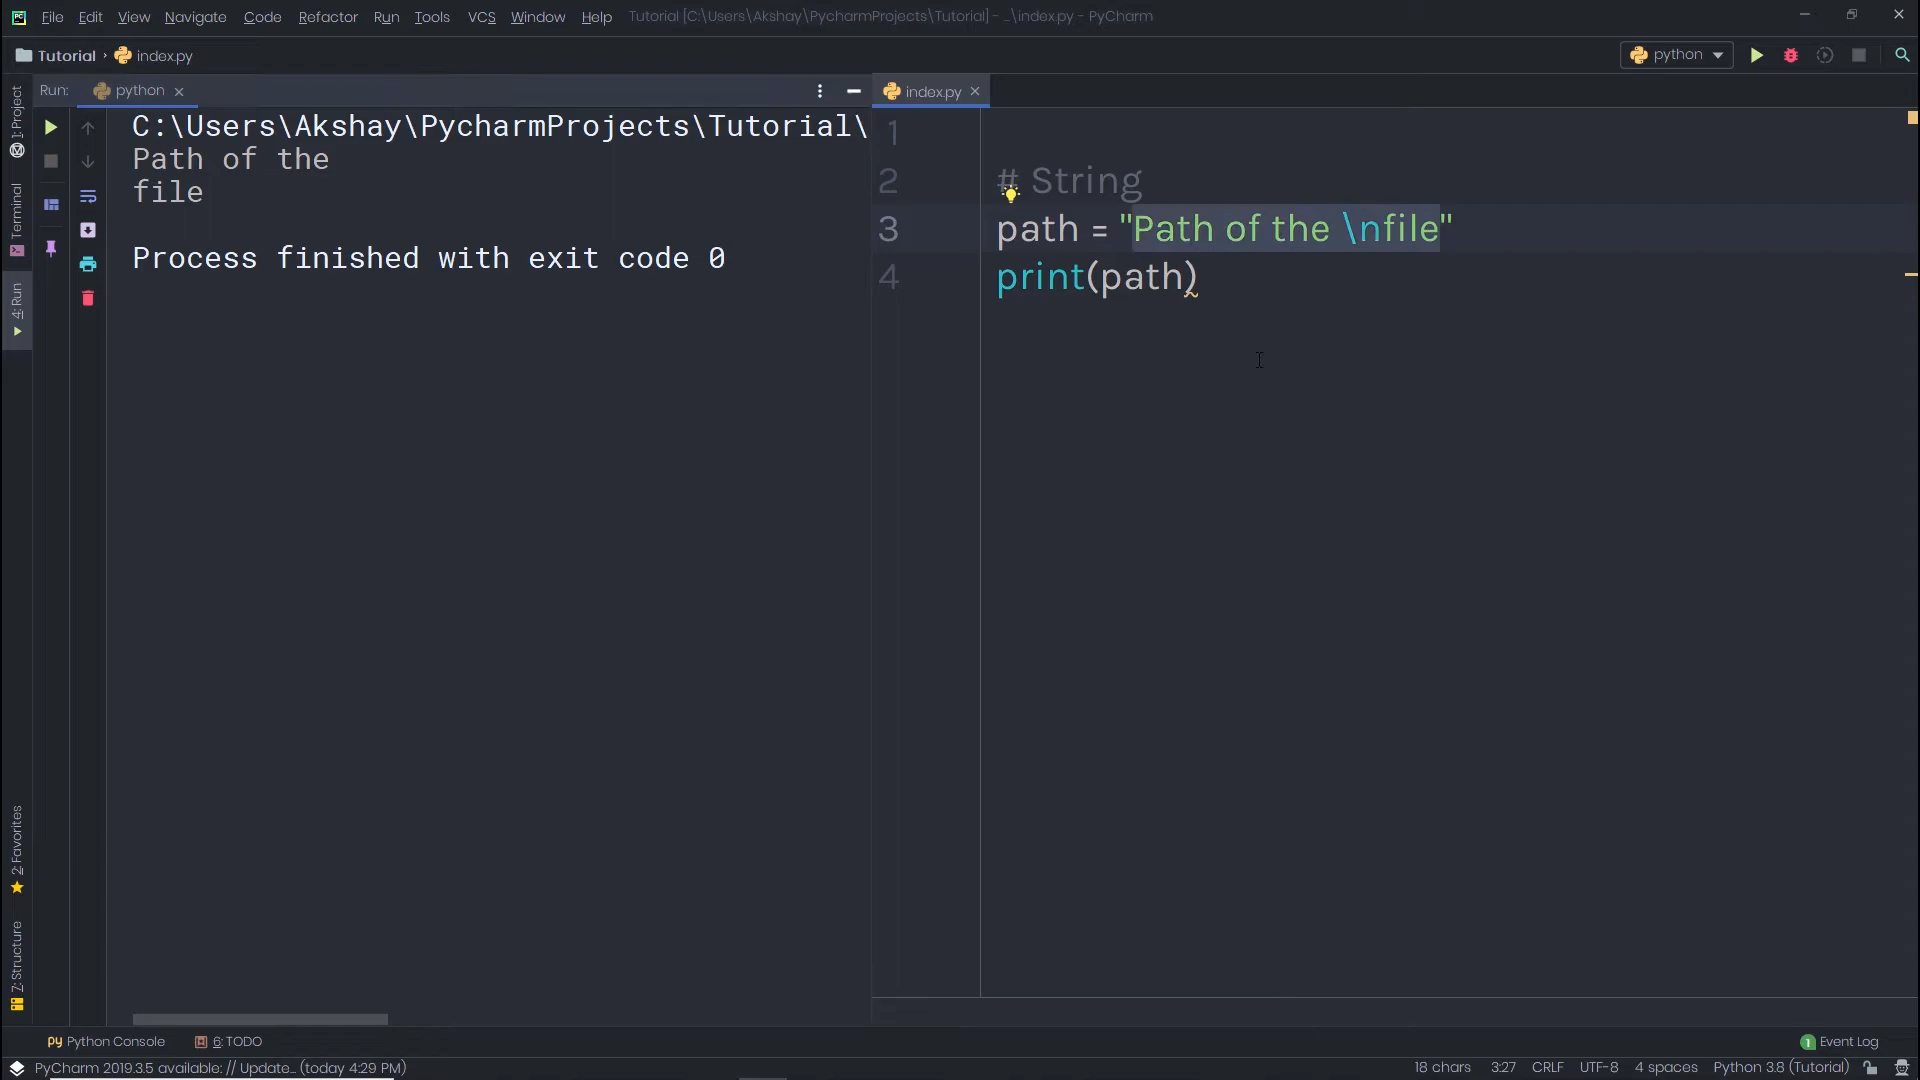 File Edit View Navigate Code Refactor Run Tools VCS Window Help Tutorial [C:\Users\Akshay\PycharmProjects\Tutorial] - ...\index.py - PyCharm
Tutorial index.py python
Run: python index.py
1: Project
Terminal
4: Run
2: Favorites
7: Structure
C:\Users\Akshay\PycharmProjects\Tutorial\
Path of the
file
Process finished with exit code 0
1
2 # String
3 path = "Path of the \nfile"
4 print(path)
Python Console 6: TODO 1 Event Log
PyCharm 2019.3.5 available: // Update... (today 4:29 PM) 18 chars 3:27 CRLF UTF-8 4 spaces Python 3.8 (Tutorial)